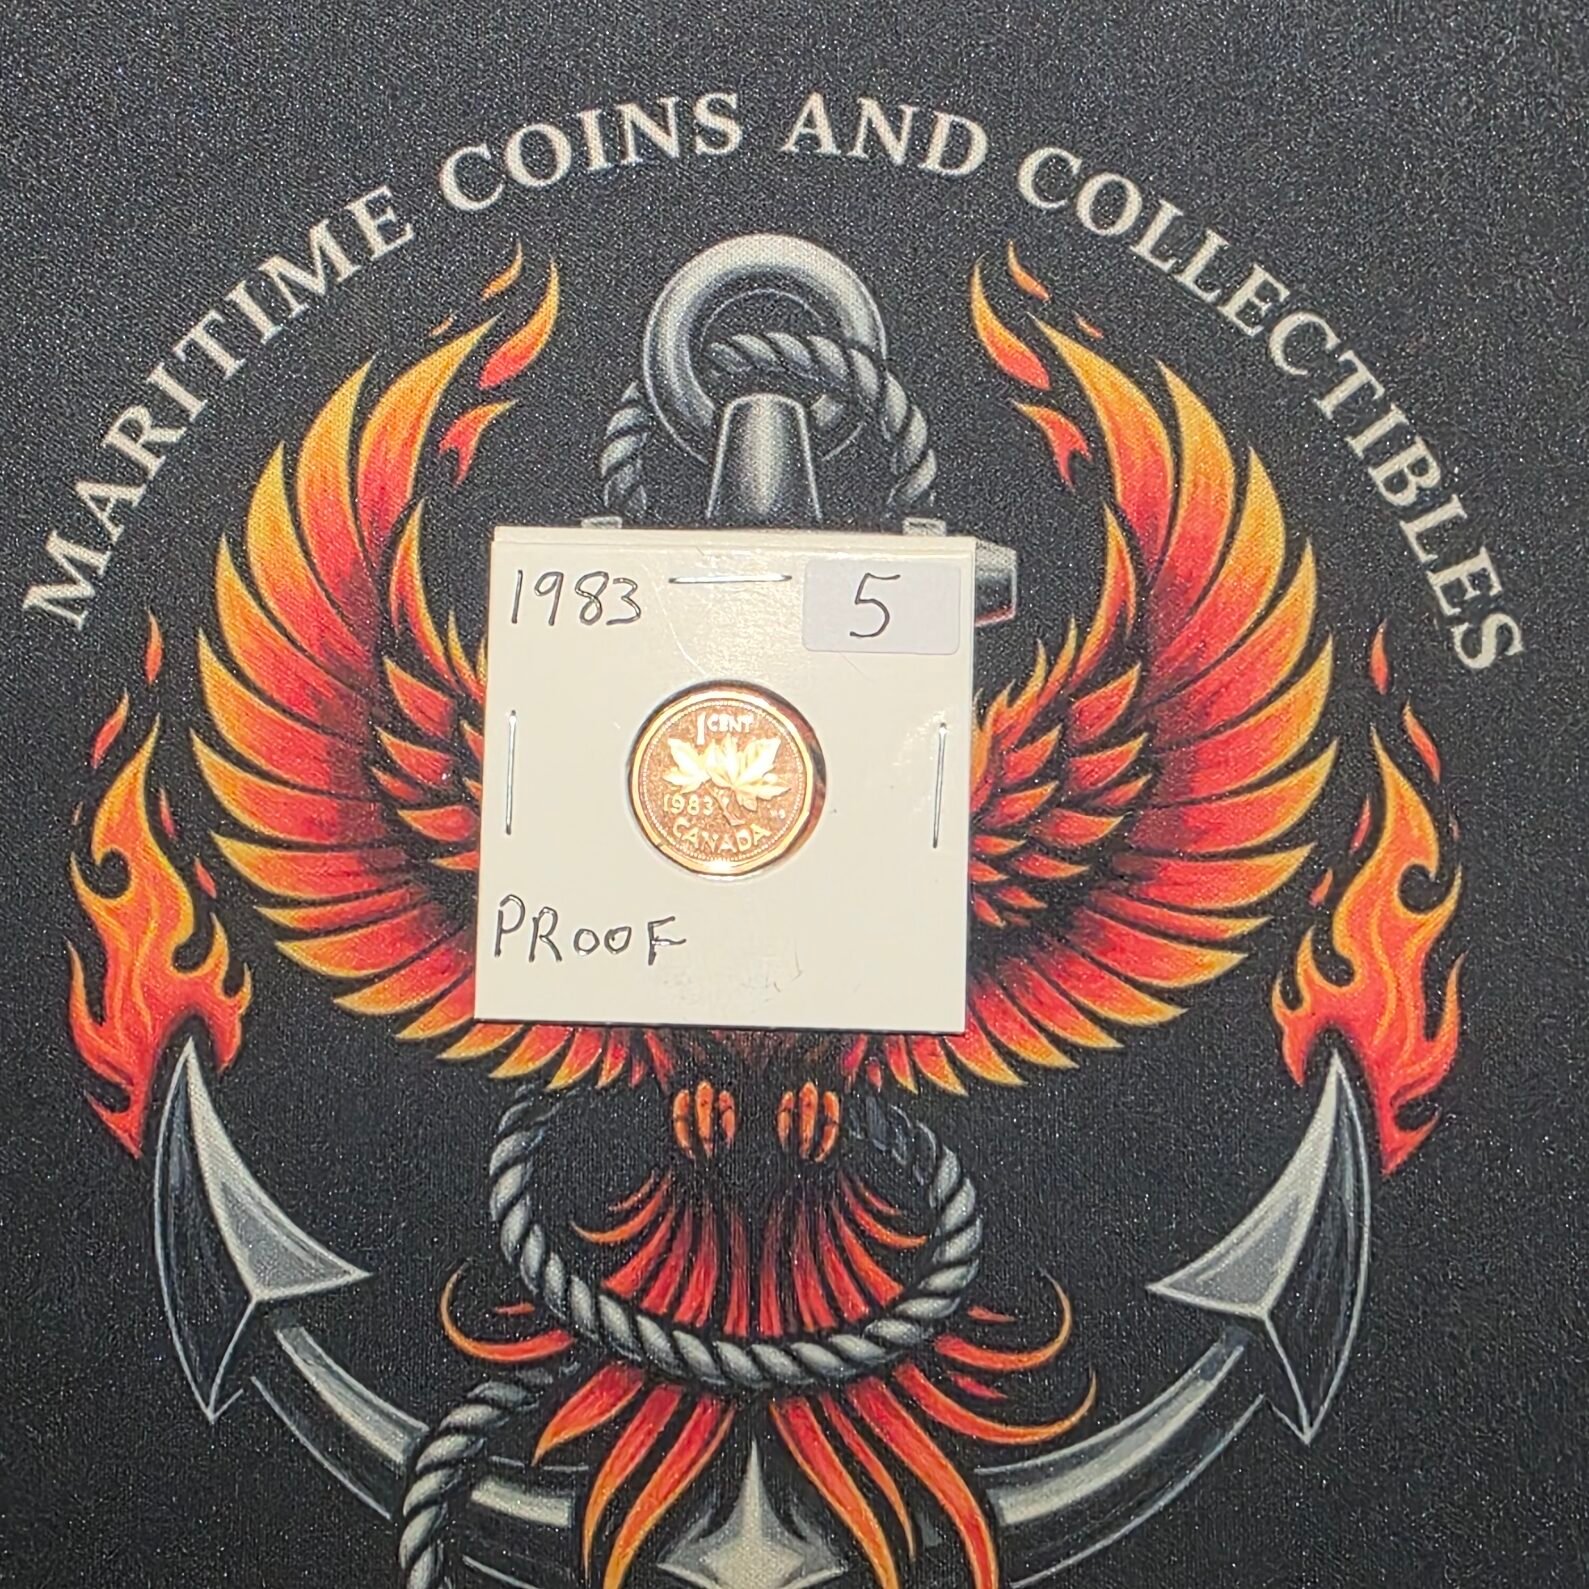 MARITIME COINS AND COLLECTIBLES
1983
5
1 CENT
1983
CANADA
PROOF